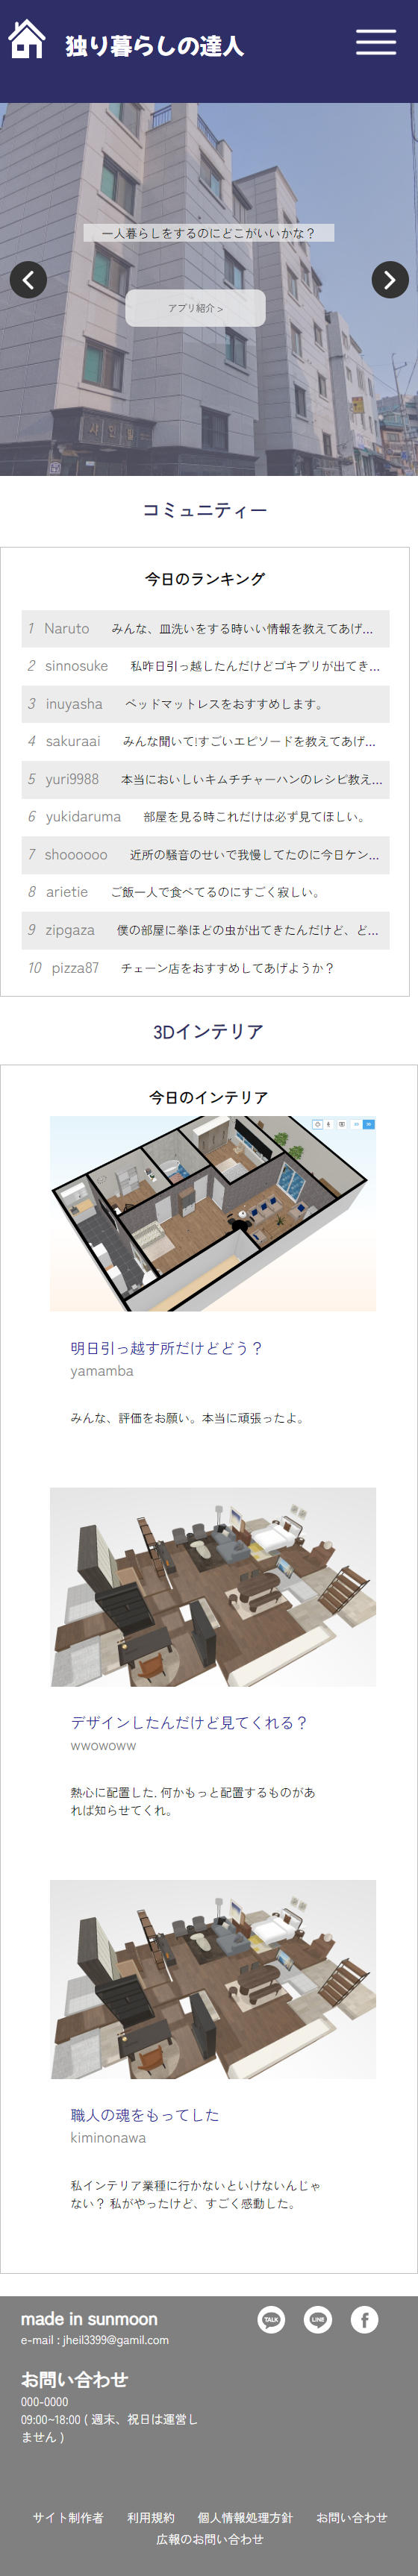 独り暮らしの達人
一人暮らしをするのにどこがいいかな？
アプリ紹介 >
샤인빌
コミュニティー
今日のランキング
1 Naruto みんな、皿洗いをする時いい情報を教えてあげ...
2 sinnosuke 私昨日引っ越したんだけどゴキブリが出てき...
3 inuyasha ベッドマットレスをおすすめします。
4 sakuraai みんな聞いて!すごいエピソードを教えてあげ...
5 yuri9988 本当においしいキムチチャーハンのレシピ教え...
6 yukidaruma 部屋を見る時これだけは必ず見てほしい。
7 shoooooo 近所の騒音のせいで我慢してたのに今日ケン...
8 arietie ご飯一人で食べてるのにすごく寂しい。
9 zipgaza 僕の部屋に拳ほどの虫が出てきたんだけど、ど...
10 pizza87 チェーン店をおすすめしてあげようか？
3Dインテリア
今日のインテリア
明日引っ越す所だけどどう？
yamamba
みんな、評価をお願い。本当に頑張ったよ。
デザインしたんだけど見てくれる？
wwowoww
熱心に配置した. 何かもっと配置するものがあ
れば知らせてくれ。
職人の魂をもってした
kiminonawa
私インテリア業種に行かないといけないんじゃ
ない？ 私がやったけど、すごく感動した。
made in sunmoon
TALK LINE f
e-mail : jheil3399@gamil.com
お問い合わせ
000-0000
09:00~18:00 ( 週末、祝日は運営し
ません )
サイト制作者 利用規約 個人情報処理方針 お問い合わせ
広報のお問い合わせ